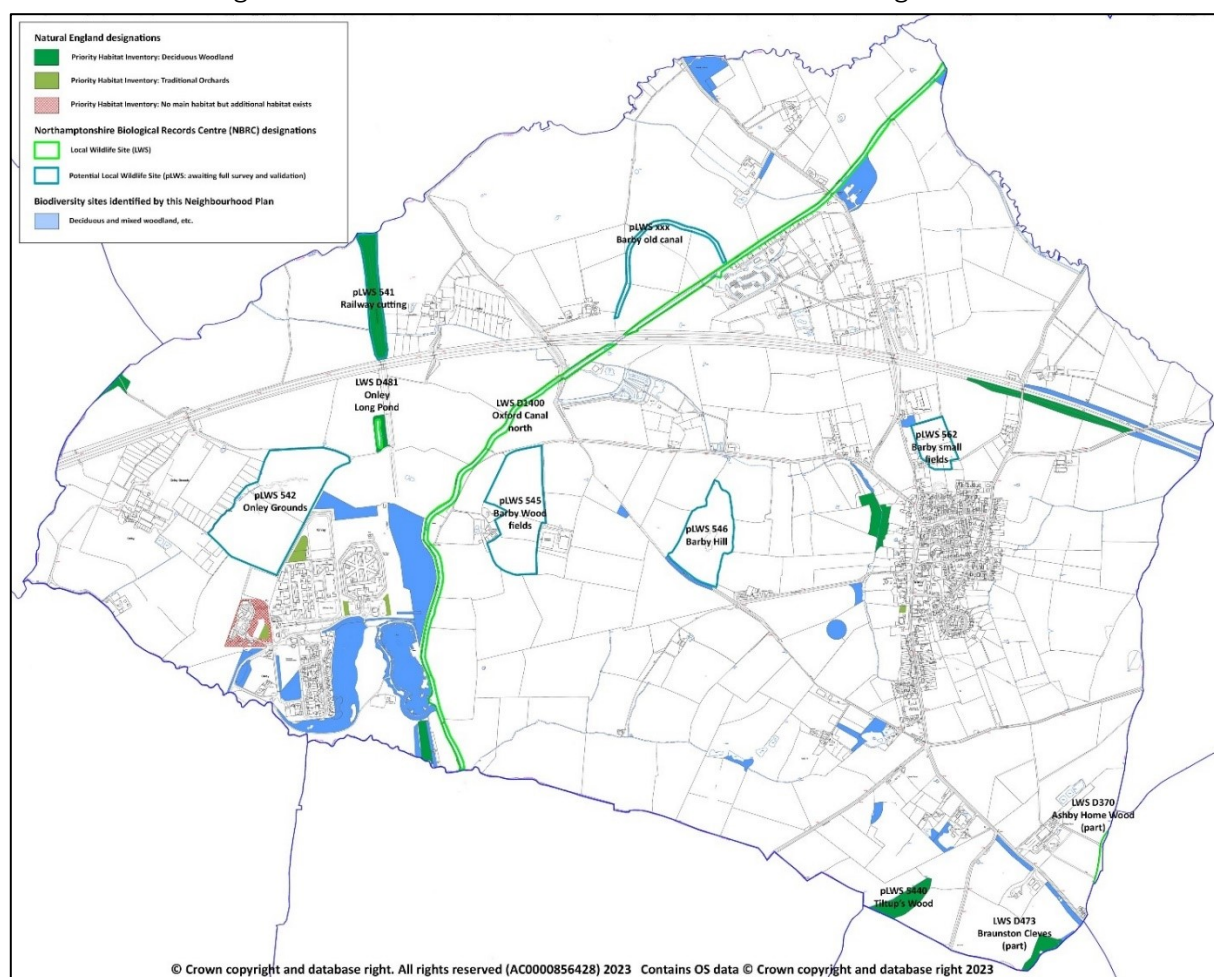 Natural England designations
Priority Habitat Inventory: Deciduous Woodland
Priority Habitat Inventory: Traditional Orchards
Priority Habitat Inventory: No main habitat but additional habitat exists
Northamptonshire Biological Records Centre (NBRC) designations
Local Wildlife Site (LWS)
Potential Local Wildlife Site (pLWS: awaiting full survey and validation)
Biodiversity sites identified by this Neighbourhood Plan
Deciduous and mixed woodland, etc.
pLWS xxx
Barby old canal
pLWS 541
Railway cutting
LWS D481
Onley
Long Pond
LWS D1400
Oxford Canal
north
pLWS 562
Barby small
fields
pLWS 542
Onley Grounds
pLWS 545
Barby Wood
fields
pLWS 546
Barby Hill
LWS D370
Ashby Home Wood
(part)
pLWS 5440
Tiltup's Wood
LWS D473
Braunston Cleves
(part)
© Crown copyright and database right. All rights reserved (AC0000856428) 2023 Contains OS data © Crown copyright and database right 2023